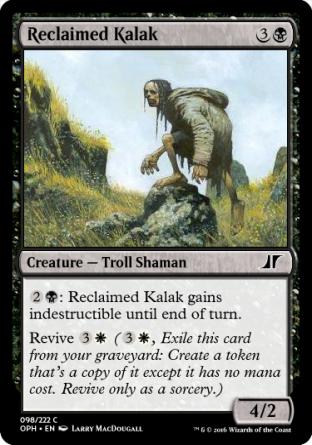 Reclaimed Kalak 3
Creature — Troll Shaman
2 : Reclaimed Kalak gains
indestructible until end of turn.
Revive 3 ( 3 , Exile this card
from your graveyard: Create a token
that's a copy of it except it has no mana
cost. Revive only as a sorcery.)
4/2
098/222 C
OPH • EN Larry MacDougall
™ & © 2016 Wizards of the Coast